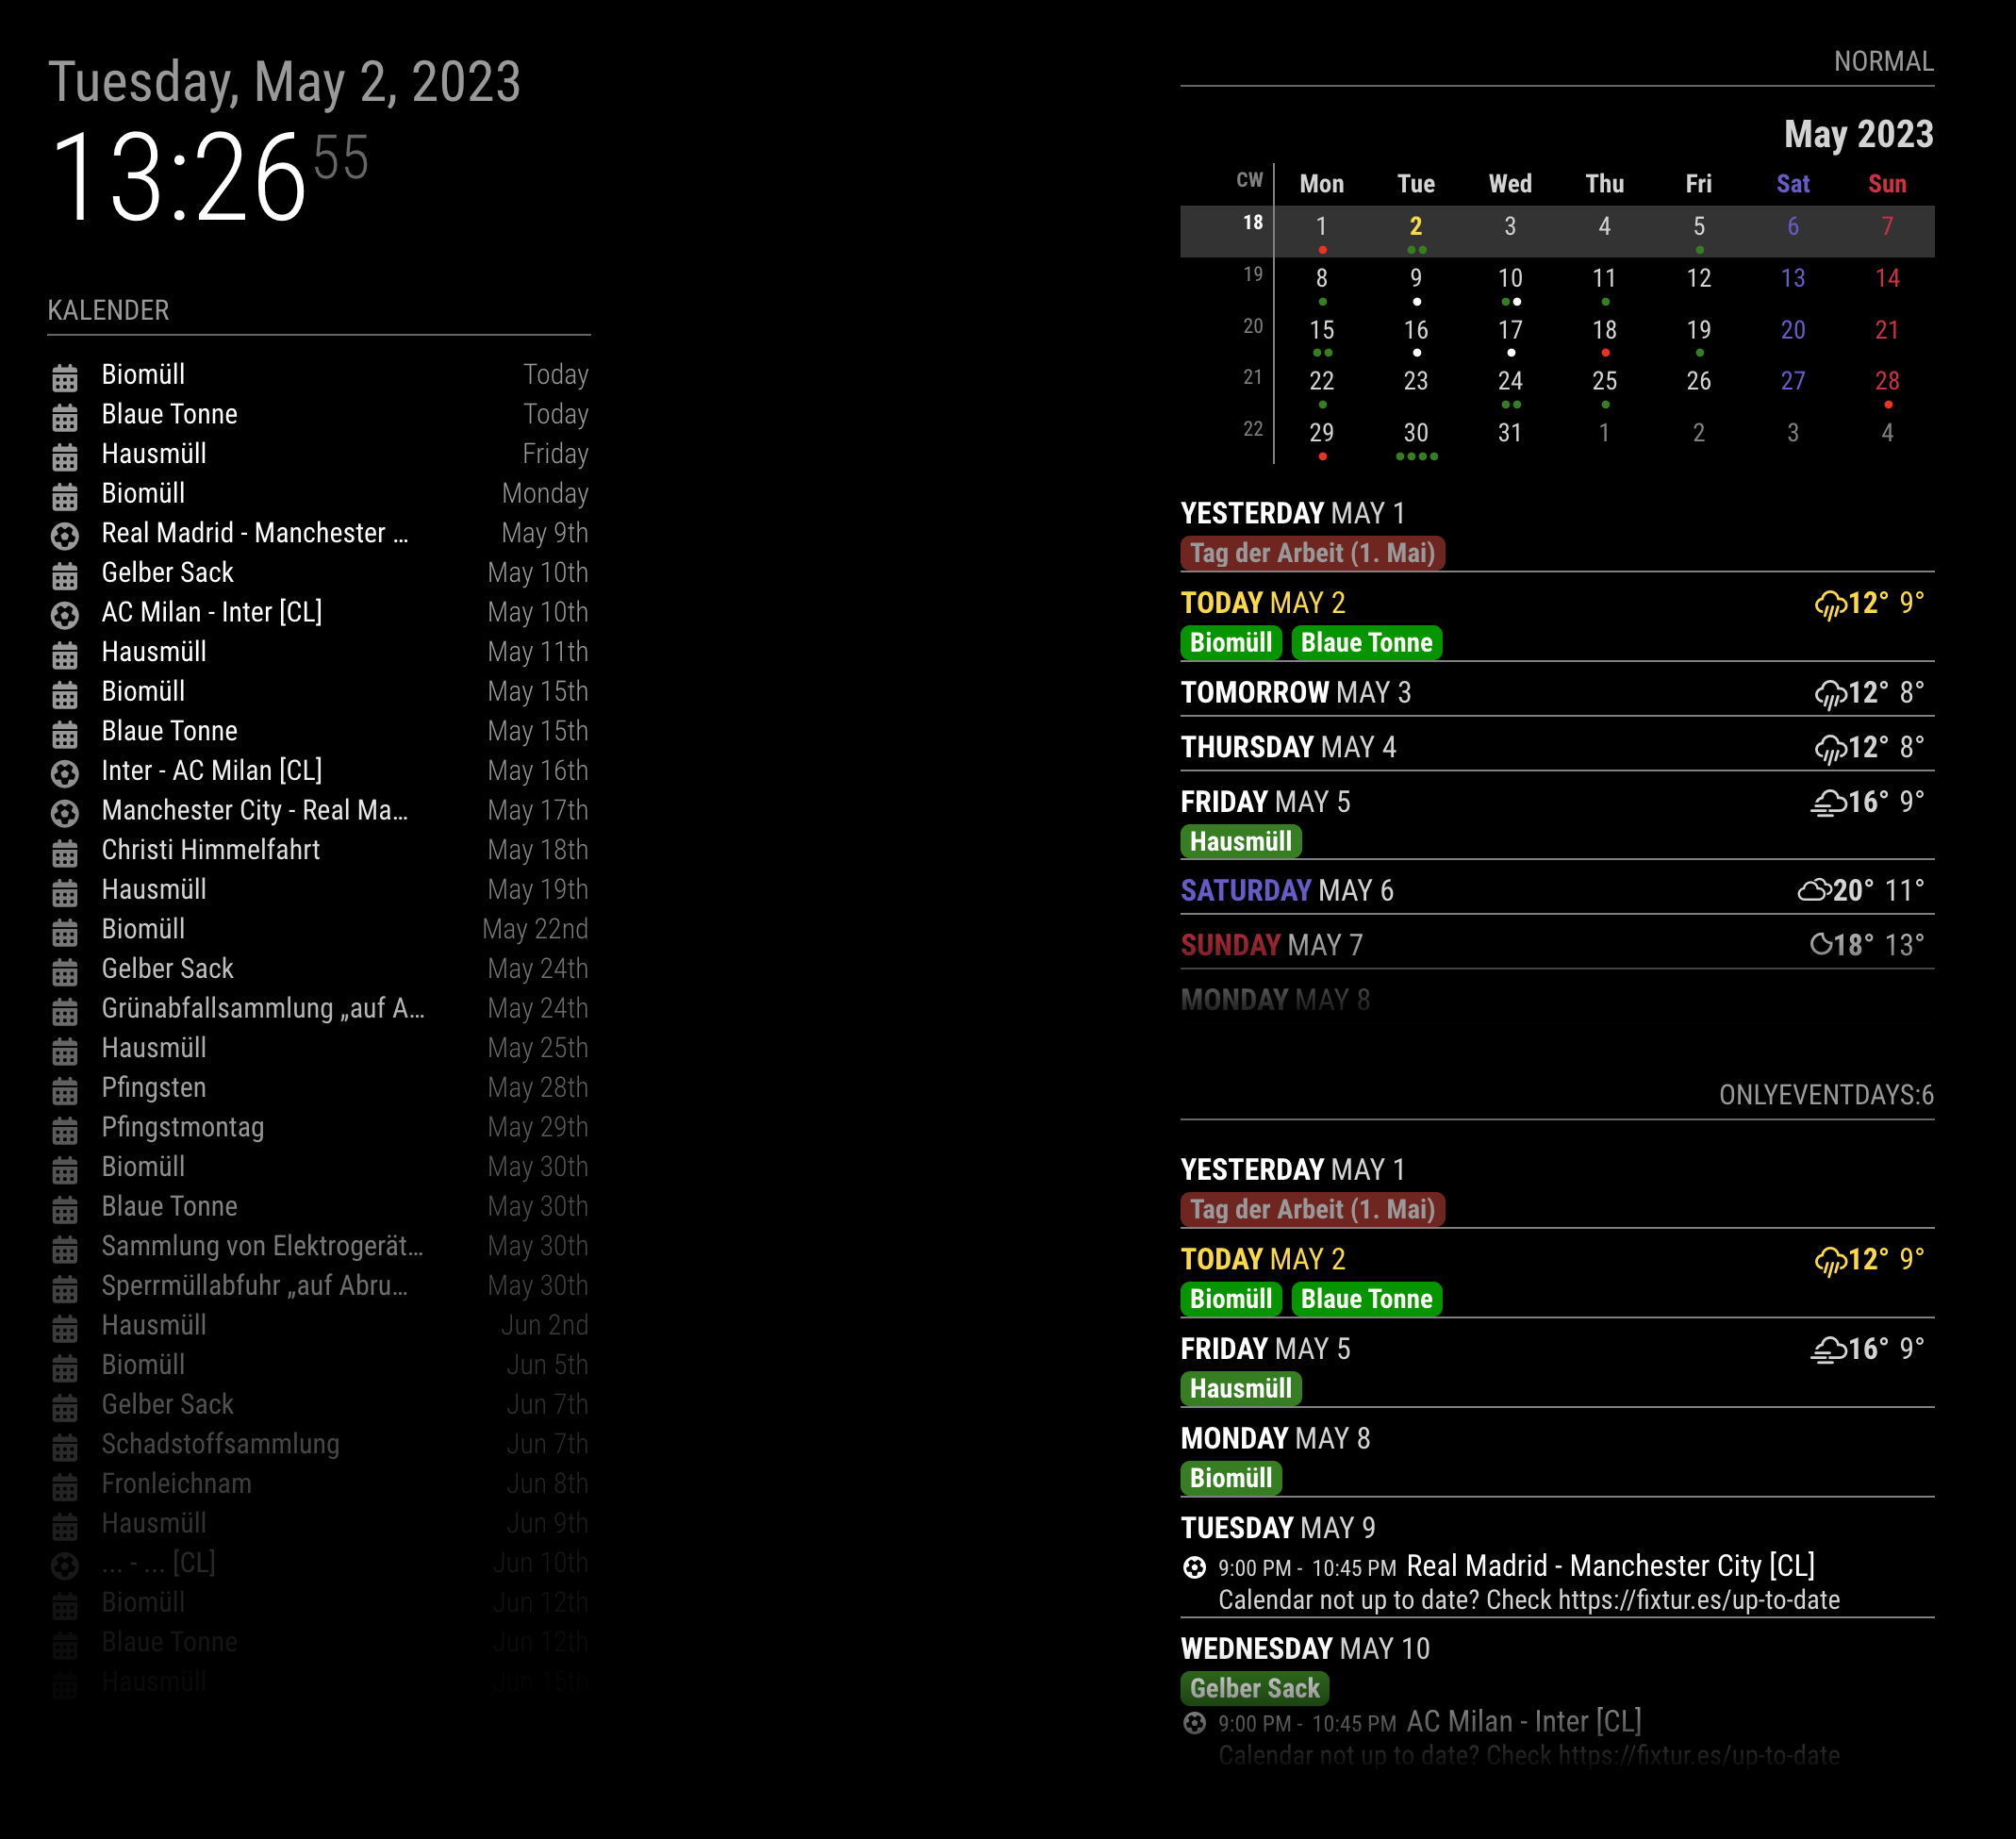 Tuesday, May 2, 2023
13:26 55
KALENDER
Biomüll Today
Blaue Tonne Today
Hausmüll Friday
Biomüll Monday
Real Madrid - Manchester ... May 9th
Gelber Sack May 10th
AC Milan - Inter [CL] May 10th
Hausmüll May 11th
Biomüll May 15th
Blaue Tonne May 15th
Inter - AC Milan [CL] May 16th
Manchester City - Real Ma... May 17th
Christi Himmelfahrt May 18th
Hausmüll May 19th
Biomüll May 22nd
Gelber Sack May 24th
Grünabfallsammlung „auf A... May 24th
Hausmüll May 25th
Pfingsten May 28th
Pfingstmontag May 29th
Biomüll May 30th
Blaue Tonne May 30th
Sammlung von Elektrogerät... May 30th
Sperrmüllabfuhr „auf Abru... May 30th
Hausmüll Jun 2nd
Biomüll Jun 5th
Gelber Sack Jun 7th
Schadstoffsammlung Jun 7th
Fronleichnam Jun 8th
Hausmüll Jun 9th
... - ... [CL] Jun 10th
Biomüll Jun 12th
Blaue Tonne Jun 12th
Hausmüll Jun 15th
NORMAL
May 2023
CW Mon Tue Wed Thu Fri Sat Sun
18 1 2 3 4 5 6 7
19 8 9 10 11 12 13 14
20 15 16 17 18 19 20 21
21 22 23 24 25 26 27 28
22 29 30 31 1 2 3 4
YESTERDAY MAY 1
Tag der Arbeit (1. Mai)
TODAY MAY 2 12° 9°
Biomüll Blaue Tonne
TOMORROW MAY 3 12° 8°
THURSDAY MAY 4 12° 8°
FRIDAY MAY 5 16° 9°
Hausmüll
SATURDAY MAY 6 20° 11°
SUNDAY MAY 7 18° 13°
MONDAY MAY 8
ONLYEVENTDAYS:6
YESTERDAY MAY 1
Tag der Arbeit (1. Mai)
TODAY MAY 2 12° 9°
Biomüll Blaue Tonne
FRIDAY MAY 5 16° 9°
Hausmüll
MONDAY MAY 8
Biomüll
TUESDAY MAY 9
9:00 PM - 10:45 PM Real Madrid - Manchester City [CL]
Calendar not up to date? Check https://fixtur.es/up-to-date
WEDNESDAY MAY 10
Gelber Sack
9:00 PM - 10:45 PM AC Milan - Inter [CL]
Calendar not up to date? Check https://fixtur.es/up-to-date